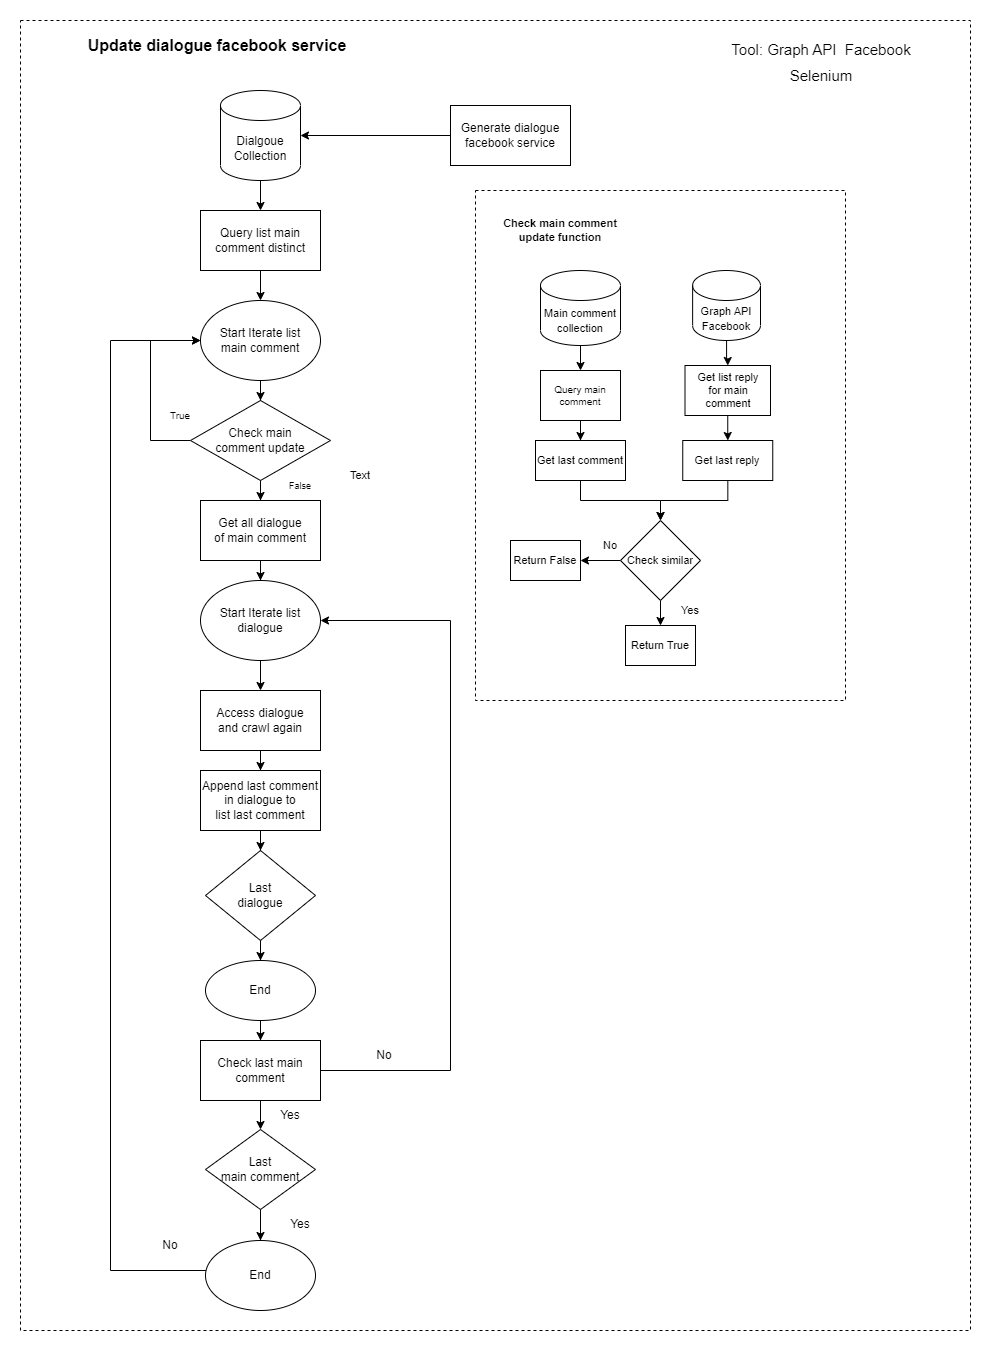 Update dialogue facebook service
Tool: Graph API  Facebook
Selenium
Dialgoue
Collection
Generate dialogue
facebook service
Query list main
comment distinct
Start Iterate list
main comment
True
Check main
comment update
False
Text
Get all dialogue
of main comment
Start Iterate list
dialogue
Access dialogue
and crawl again
Append last comment
in dialogue to
list last comment
Last
dialogue
End
Check last main
comment
No
Yes
Last
main comment
Yes
No
End
Check main comment
update function
Main comment
collection
Graph API
Facebook
Query main
comment
Get list reply
for main
comment
Get last comment
Get last reply
No
Return False
Check similar
Yes
Return True